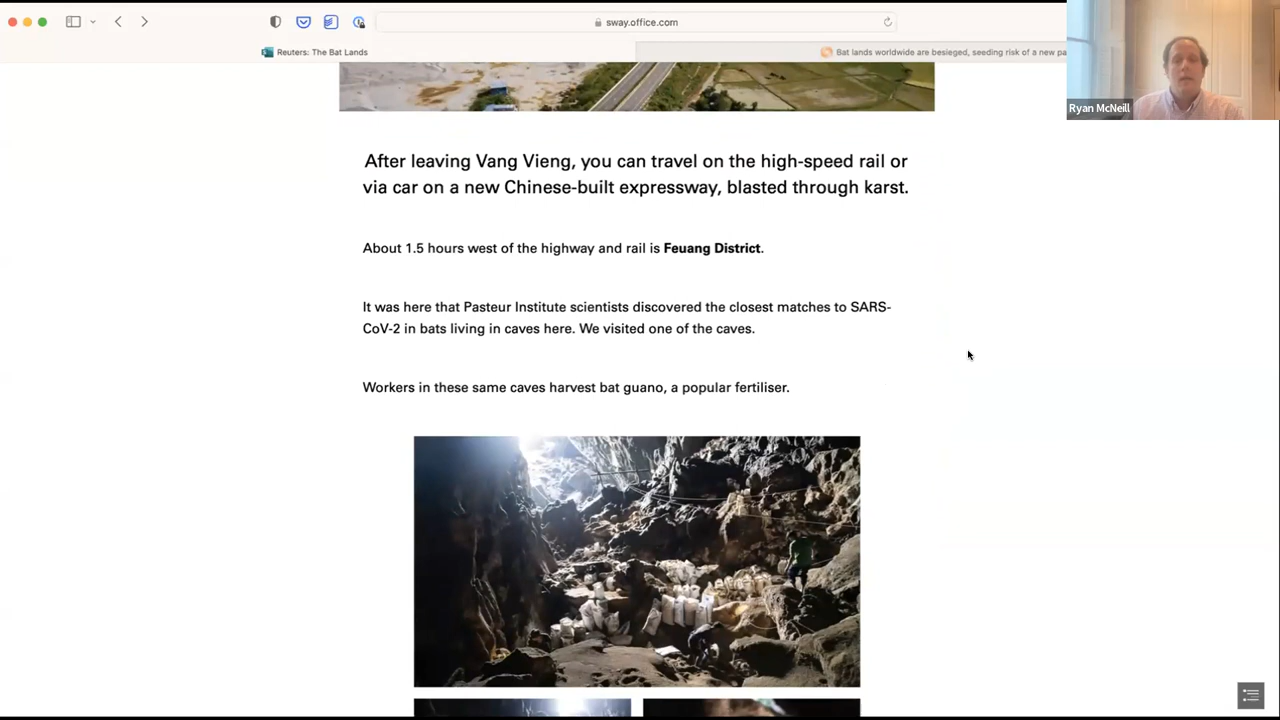 sway.office.com
Reuters: The Bat Lands
Bat lands worldwide are besieged, seeding risk of a new pa
Ryan McNeill
After leaving Vang Vieng, you can travel on the high-speed rail or
via car on a new Chinese-built expressway, blasted through karst.
About 1.5 hours west of the highway and rail is Feuang District.
It was here that Pasteur Institute scientists discovered the closest matches to SARS-
CoV-2 in bats living in caves here. We visited one of the caves.
Workers in these same caves harvest bat guano, a popular fertiliser.